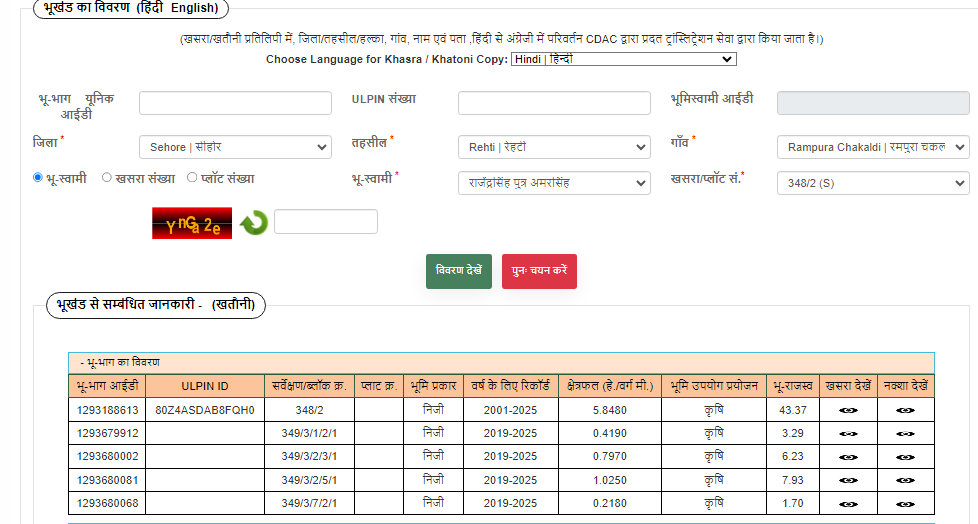 भूखंड का विवरण (हिंदी English)
(खसरा/खतौनी प्रतिलिपी में, जिला/तहसील/हल्का, गांव, नाम एवं पता ,हिंदी से अंग्रेजी में परिवर्तन CDAC द्वारा प्रदत ट्रांस्लिट्रेशन सेवा द्वारा किया जाता है।)
Choose Language for Khasra / Khatoni Copy: Hindi | हिन्दी
भू-भाग यूनिक आईडी ULPIN संख्या भूमिस्वामी आईडी
जिला * Sehore | सीहोर तहसील * Rehti | रेहटी गाँव * Rampura Chakaldi | रमपुरा चकल
भू-स्वामी खसरा संख्या प्लॉट संख्या भू-स्वामी * राजेंद्रसिंह पुत्र अमरसिंह खसरा/प्लॉट सं.* 348/2 (S)
YnGa2e
विवरण देखें पुनः चयन करें
भूखंड से सम्बंधित जानकारी - (खतौनी)
- भू-भाग का विवरण
भू-भाग आईडी ULPIN ID सर्वेक्षण/ब्लॉक क्र. प्लाट क्र. भूमि प्रकार वर्ष के लिए रिकॉर्ड क्षेत्रफल (हे./वर्ग मी.) भूमि उपयोग प्रयोजन भू-राजस्व खसरा देखें नक्शा देखें
1293188613 80Z4ASDAB8FQH0 348/2 निजी 2001-2025 5.8480 कृषि 43.37
1293679912 349/3/1/2/1 निजी 2019-2025 0.4190 कृषि 3.29
1293680002 349/3/2/3/1 निजी 2019-2025 0.7970 कृषि 6.23
1293680081 349/3/2/5/1 निजी 2019-2025 1.0250 कृषि 7.93
1293680068 349/3/7/2/1 निजी 2019-2025 0.2180 कृषि 1.70